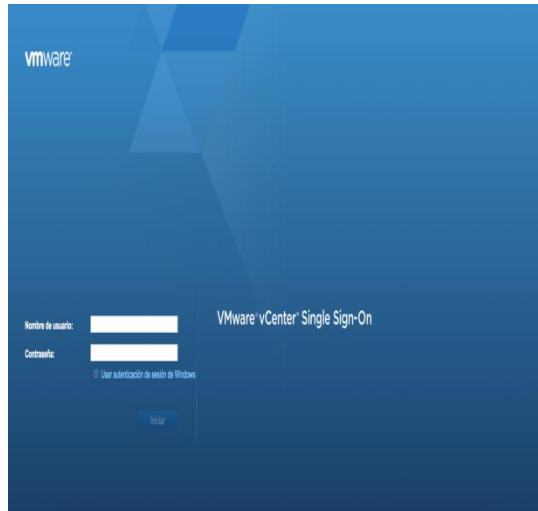 vmware®
VMware® vCenter® Single Sign-On
Nombre de usuario:
Contraseña:
Usar autenticación de sesión de Windows
Iniciar